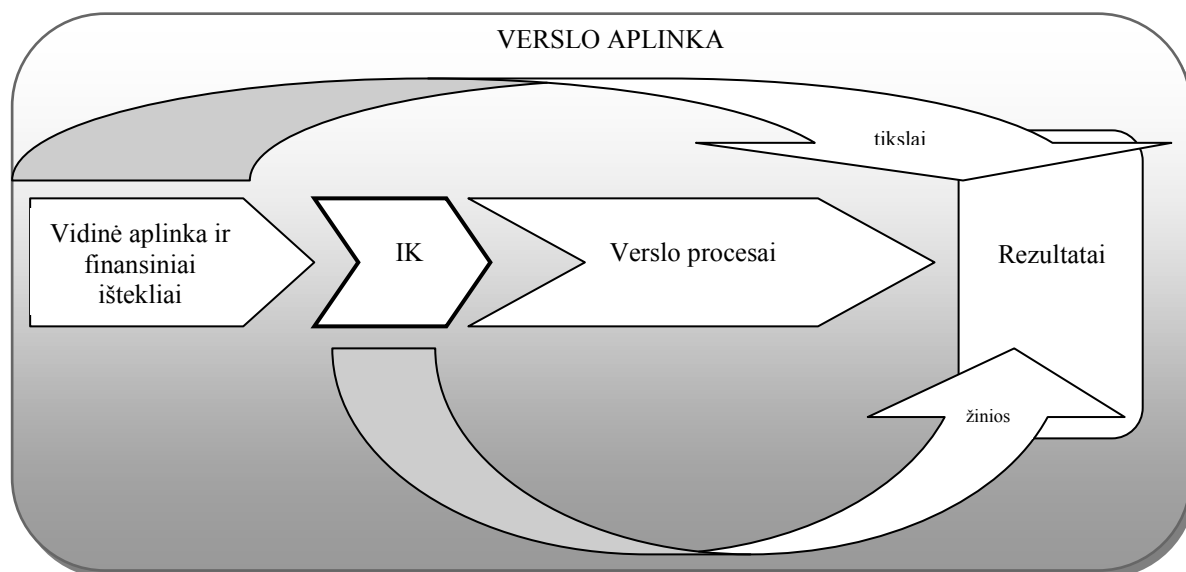 VERSLO APLINKA
tikslai
Vidinė aplinka ir
finansiniai
ištekliai
IK
Verslo procesai
Rezultatai
žinios